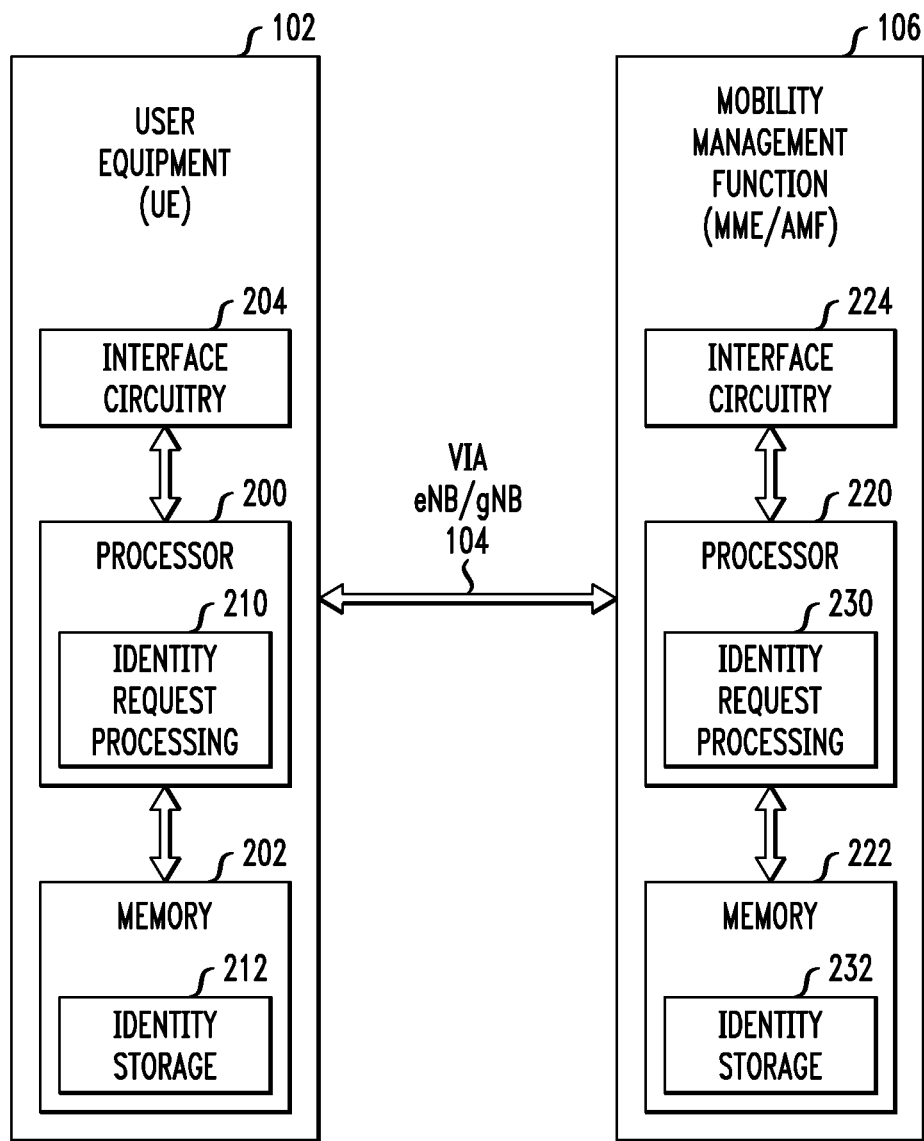 102
USER
EQUIPMENT
(UE)
204
INTERFACE
CIRCUITRY
200
PROCESSOR
210
IDENTITY
REQUEST
PROCESSING
202
MEMORY
212
IDENTITY
STORAGE
VIA
eNB/gNB
104
106
MOBILITY
MANAGEMENT
FUNCTION
(MME/AMF)
224
INTERFACE
CIRCUITRY
220
PROCESSOR
230
IDENTITY
REQUEST
PROCESSING
222
MEMORY
232
IDENTITY
STORAGE